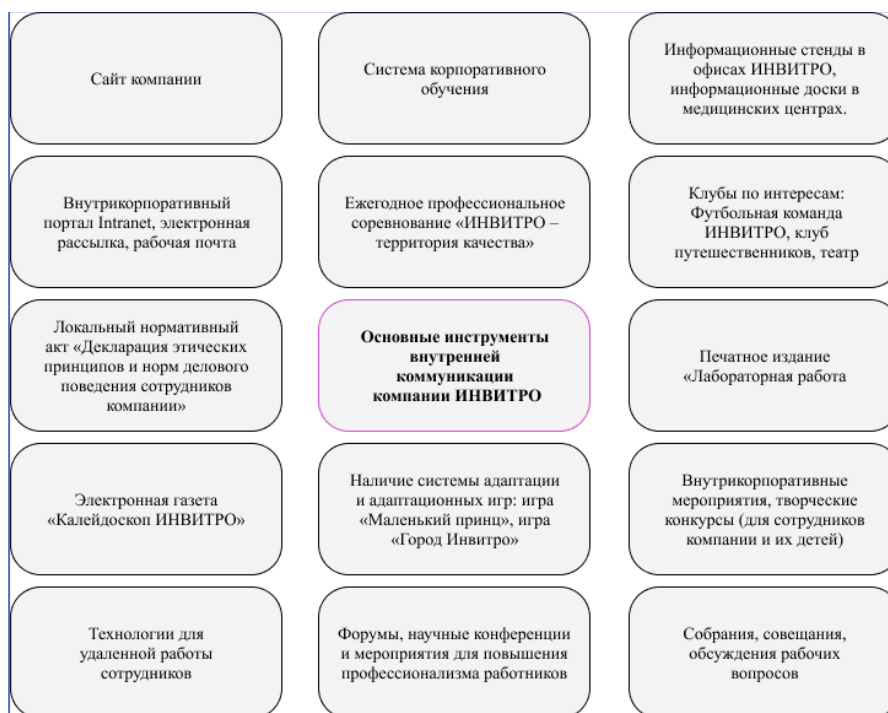 Сайт компании
Система корпоративного
обучения
Информационные стенды в
офисах ИНВИТРО,
информационные доски в
медицинских центрах.
Внутрикорпоративный
портал Intranet, электронная
рассылка, рабочая почта
Ежегодное профессиональное
соревнование «ИНВИТРО –
территория качества»
Клубы по интересам:
Футбольная команда
ИНВИТРО, клуб
путешественников, театр
Локальный нормативный
акт «Декларация этических
принципов и норм делового
поведения сотрудников
компании»
Основные инструменты
внутренней
коммуникации
компании ИНВИТРО
Печатное издание
«Лабораторная работа
Электронная газета
«Калейдоскоп ИНВИТРО»
Наличие системы адаптации
и адаптационных игр: игра
«Маленький принц», игра
«Город Инвитро»
Внутрикорпоративные
мероприятия, творческие
конкурсы (для сотрудников
компании и их детей)
Технологии для
удаленной работы
сотрудников
Форумы, научные конференции
и мероприятия для повышения
профессионализма работников
Собрания, совещания,
обсуждения рабочих
вопросов